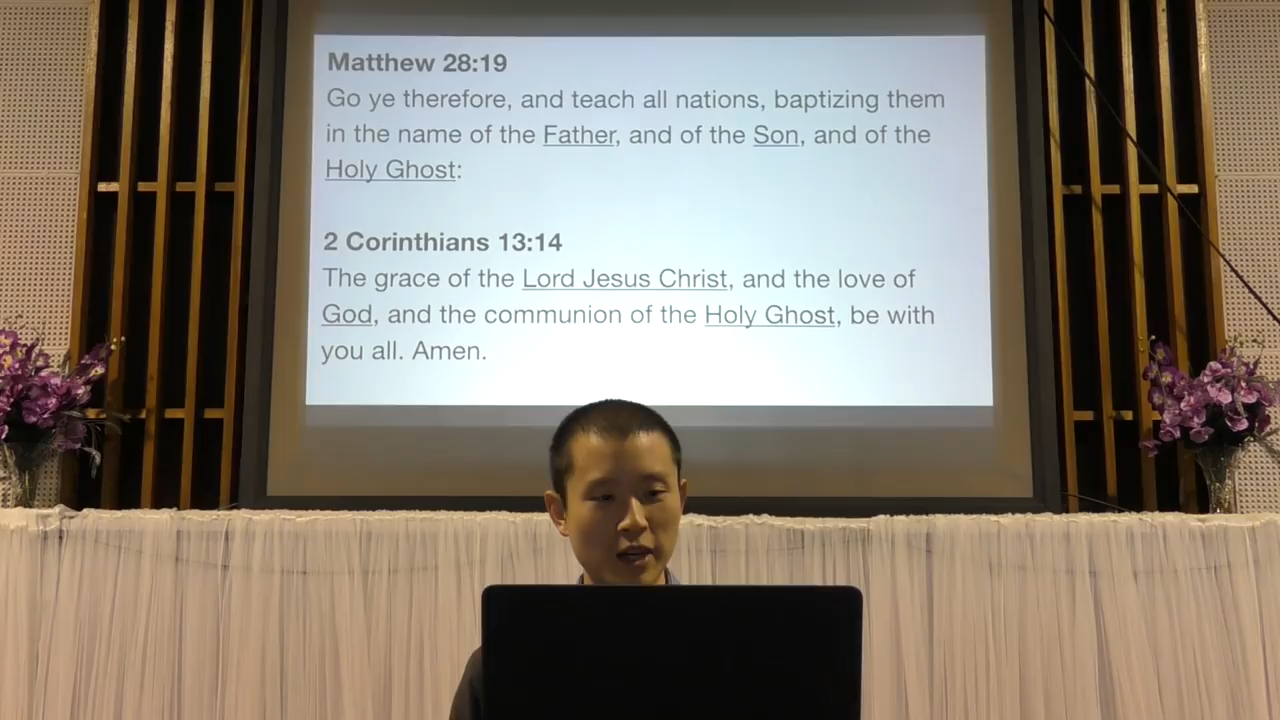 Matthew 28:19
Go ye therefore, and teach all nations, baptizing them
in the name of the Father, and of the Son, and of the
Holy Ghost:
2 Corinthians 13:14
The grace of the Lord Jesus Christ, and the love of
God, and the communion of the Holy Ghost, be with
you all. Amen.